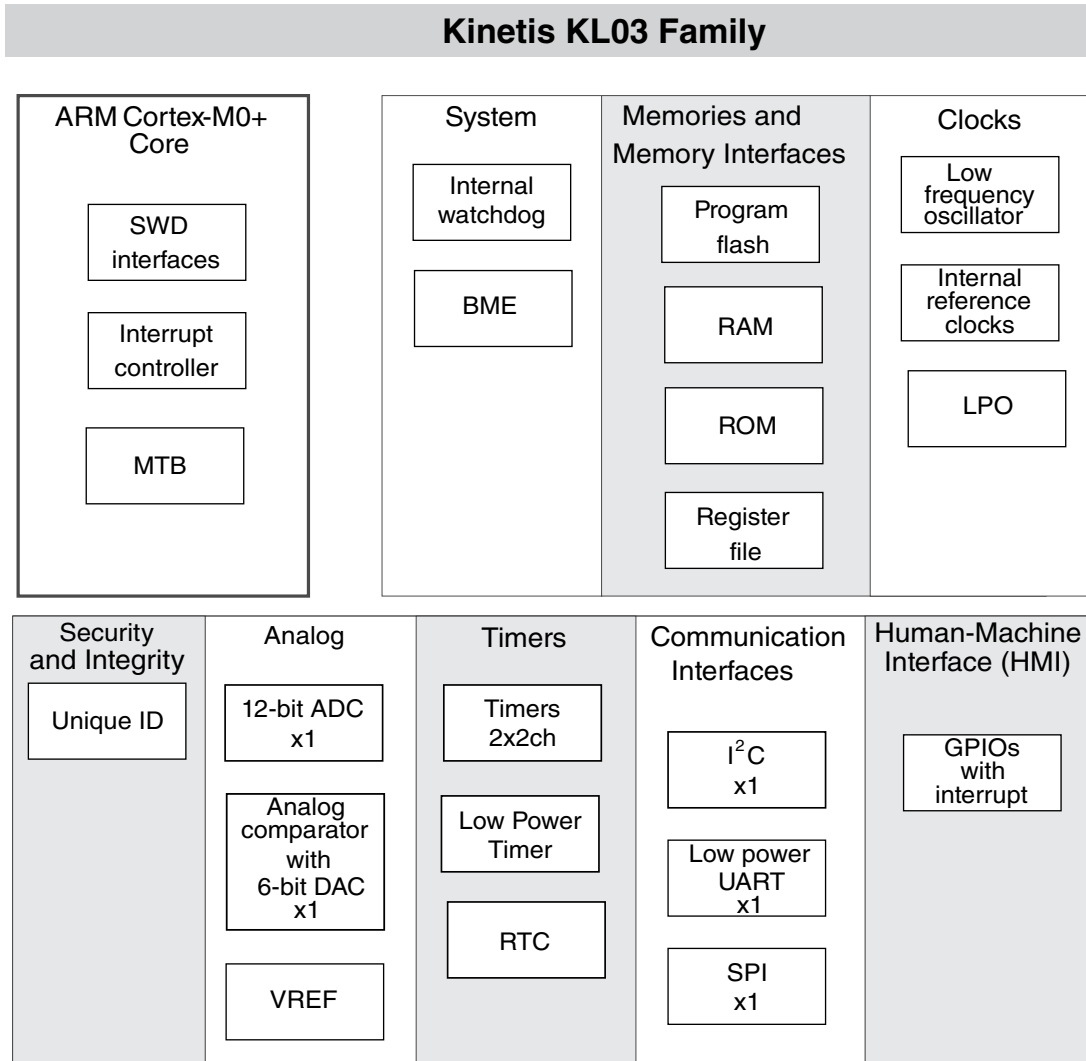 Kinetis KL03 Family
ARM Cortex-M0+
Core
SWD
interfaces
Interrupt
controller
MTB
System
Internal
watchdog
BME
Memories and
Memory Interfaces
Program
flash
RAM
ROM
Register
file
Clocks
Low
frequency
oscillator
Internal
reference
clocks
LPO
Security
and Integrity
Unique ID
Analog
12-bit ADC
x1
Analog
comparator
with
6-bit DAC
x1
VREF
Timers
Timers
2x2ch
Low Power
Timer
RTC
Communication
Interfaces
I²C
x1
Low power
UART
x1
SPI
x1
Human-Machine
Interface (HMI)
GPIOs
with
interrupt